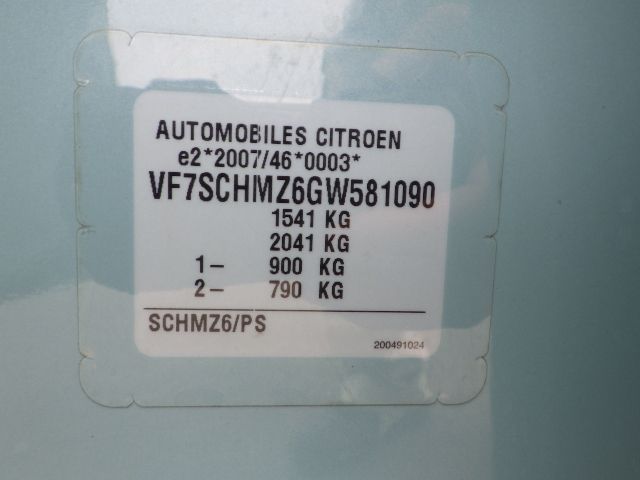 AUTOMOBILES CITROEN
e2*2007/46*0003*
VF7SCHMZ6GW581090
1541 KG
2041 KG
1- 900 KG
2- 790 KG
SCHMZ6/PS
200491024